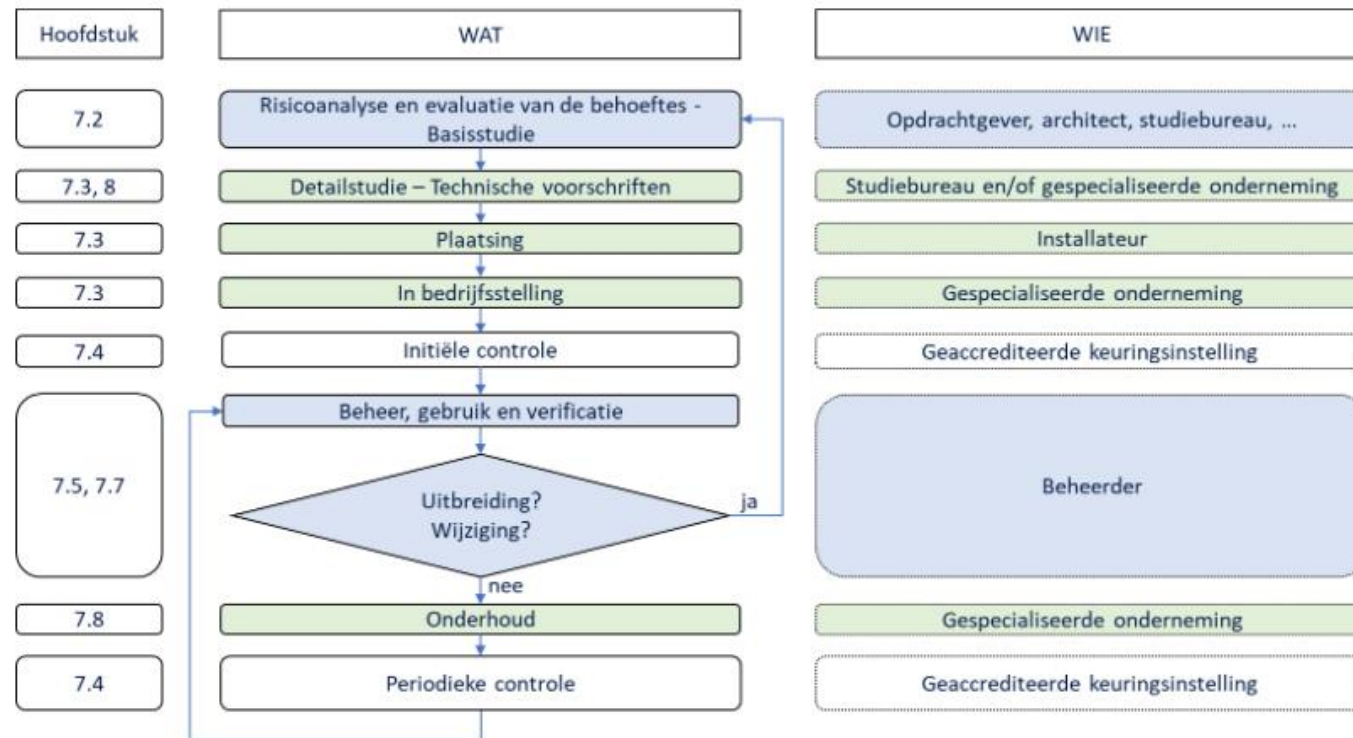 Hoofdstuk
WAT
WIE
7.2
Risicoanalyse en evaluatie van de behoeftes -
Basisstudie
Opdrachtgever, architect, studiebureau, ...
7.3, 8
Detailstudie – Technische voorschriften
Studiebureau en/of gespecialiseerde onderneming
7.3
Plaatsing
Installateur
7.3
In bedrijfsstelling
Gespecialiseerde onderneming
7.4
Initiële controle
Geaccrediteerde keuringsinstelling
7.5, 7.7
Beheer, gebruik en verificatie
Uitbreiding?
Wijziging?
ja
nee
Beheerder
7.8
Onderhoud
Gespecialiseerde onderneming
7.4
Periodieke controle
Geaccrediteerde keuringsinstelling